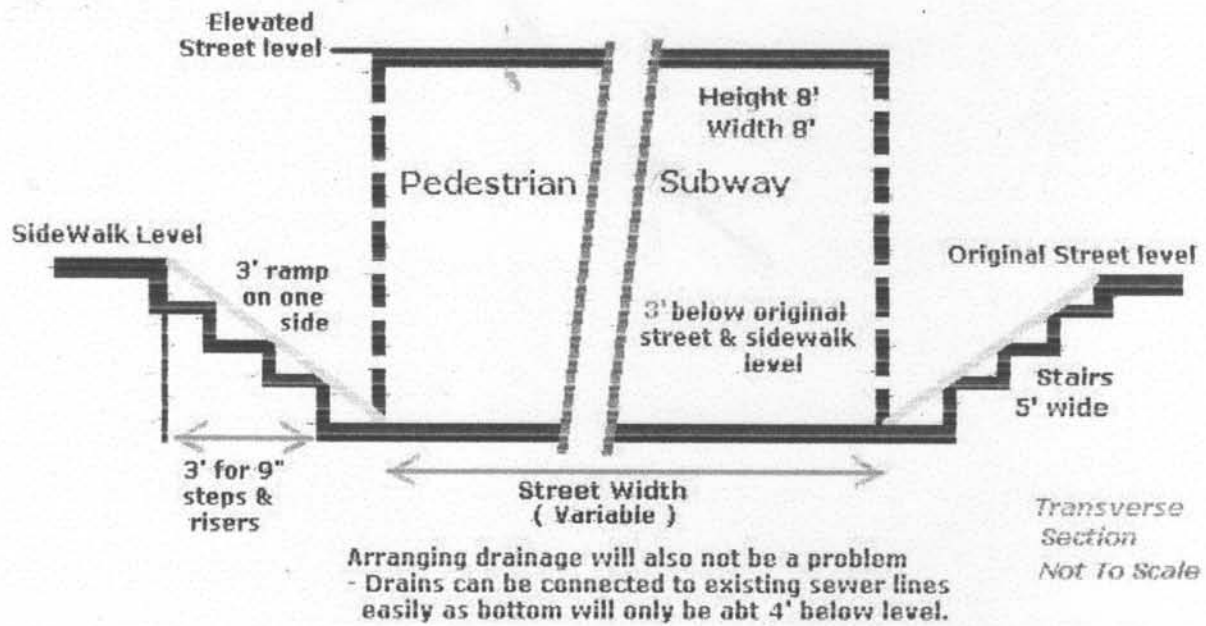 Elevated
Street level
Height 8'
Width 8'
Pedestrian
Subway
SideWalk Level
3' ramp
on one
side
Original Street level
3' below original
street & sidewalk
level
Stairs
5' wide
3' for 9"
steps &
risers
Street Width
( Variable )
Transverse
Section
Not To Scale
Arranging drainage will also not be a problem
- Drains can be connected to existing sewer lines
easily as bottom will only be abt 4' below level.